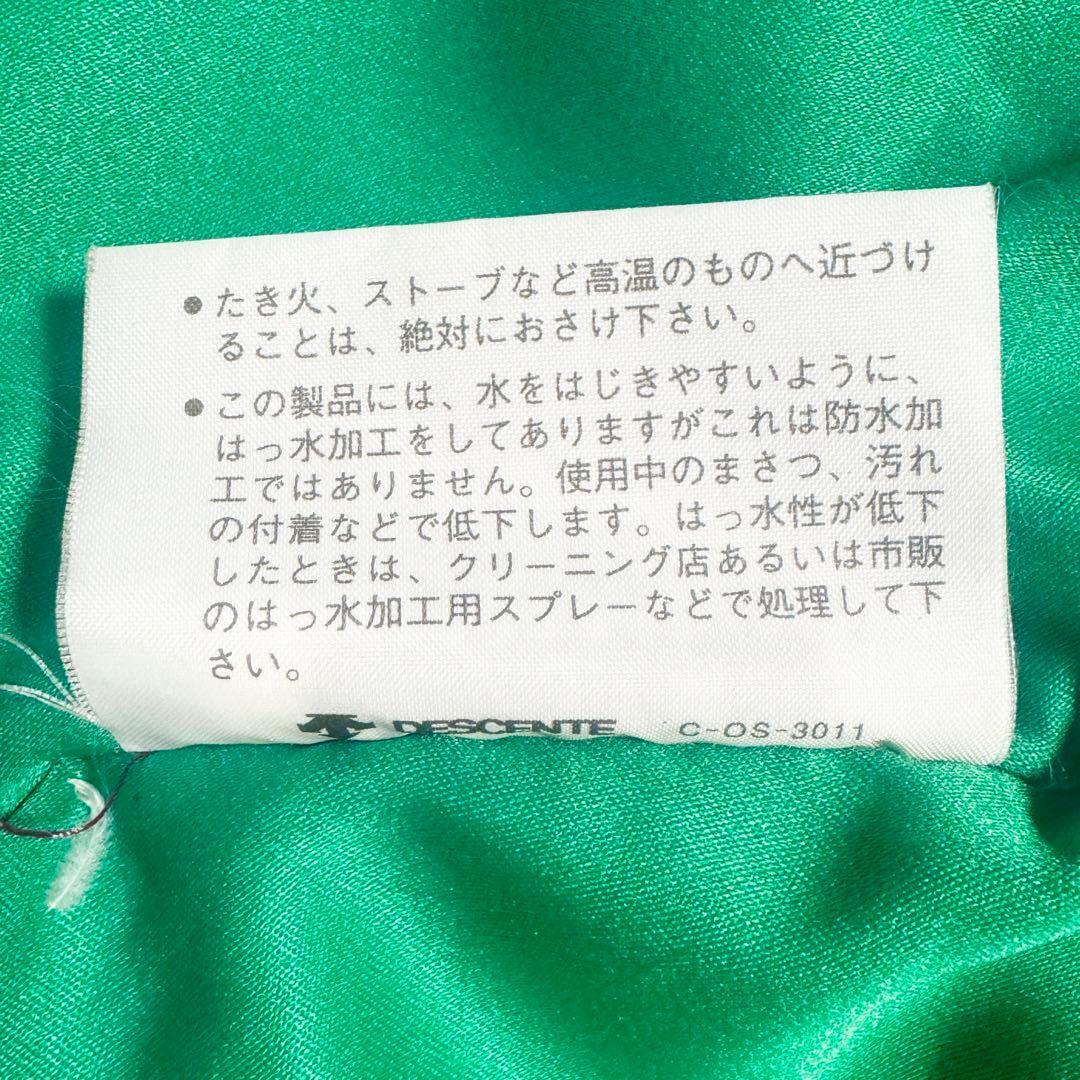 ●たき火、ストーブなど高温のものへ近づけ
ることは、絶対におさけ下さい。
●この製品には、水をはじきやすいように、
はっ水加工をしてありますがこれは防水加
工ではありません。使用中のまさつ、汚れ
の付着などで低下します。はっ水性が低下
したときは、クリーニング店あるいは市販
のはっ水加工用スプレーなどで処理して下
さい。
DESCENTE C-OS-3011